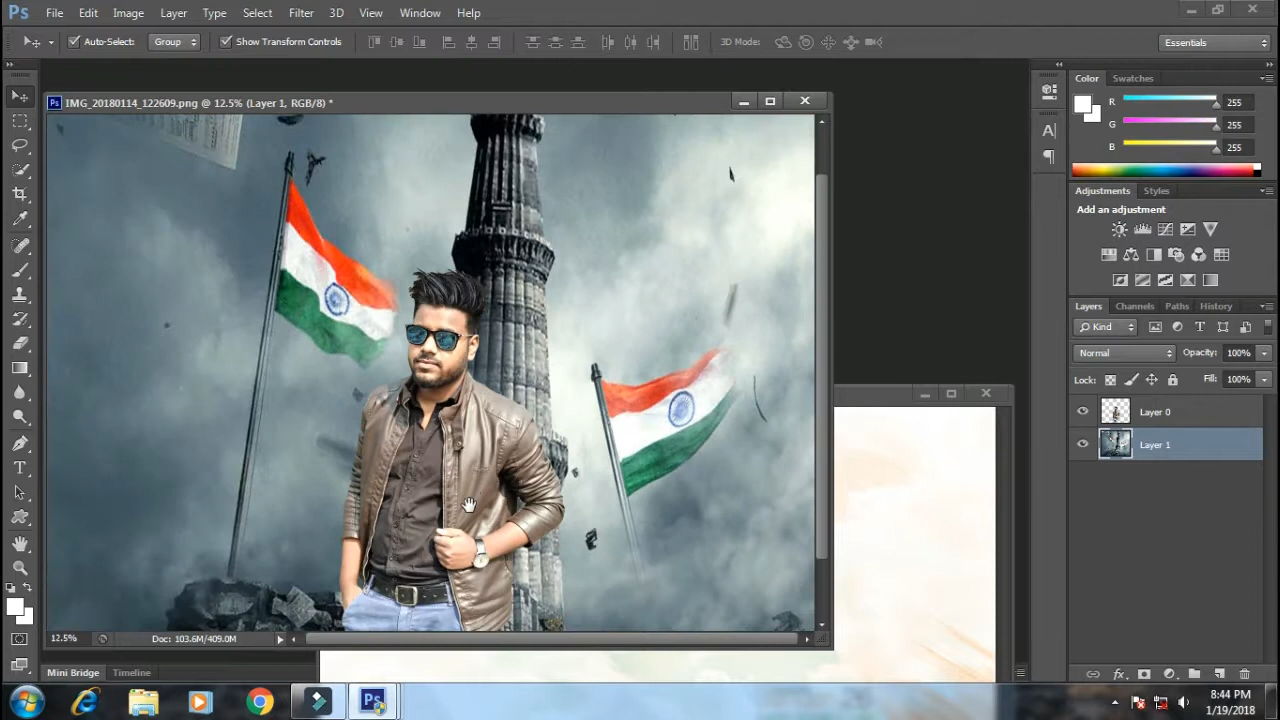 Ps File Edit Image Layer Type Select Filter 3D View Window Help
Auto-Select: Group Show Transform Controls 3D Mode: Essentials
Color Swatches
Ps IMG_20180114_122609.png @ 12.5% (Layer 1, RGB/8) *
R 255
G 255
B 255
Adjustments Styles
Add an adjustment
Layers Channels Paths History
Kind
Normal Opacity: 100%
Lock: Fill: 100%
Layer 0
Layer 1
12.5% Doc: 103.6M/409.0M
Mini Bridge Timeline
fx
Ps
8:44 PM
1/19/2018